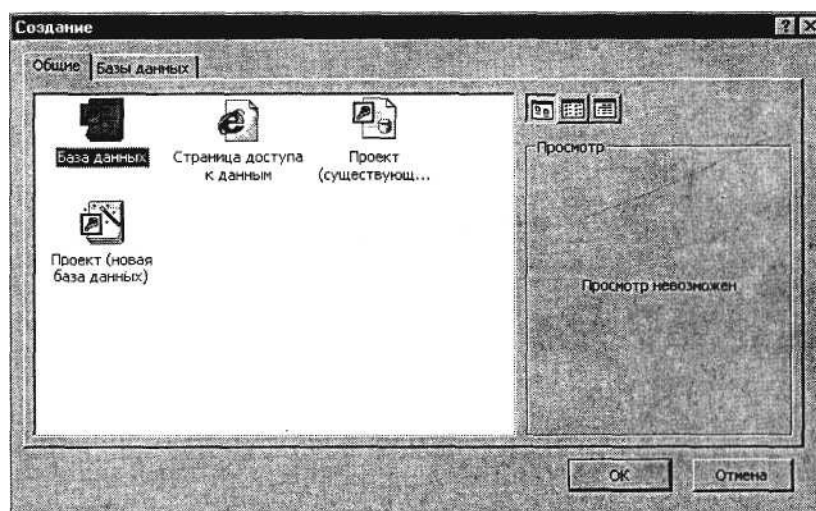 Создание
Общие
Базы данных
База данных
Страница доступа
к данным
Проект
(существующ...
Проект (новая
база данных)
Просмотр
Просмотр невозможен
OK
Отмена